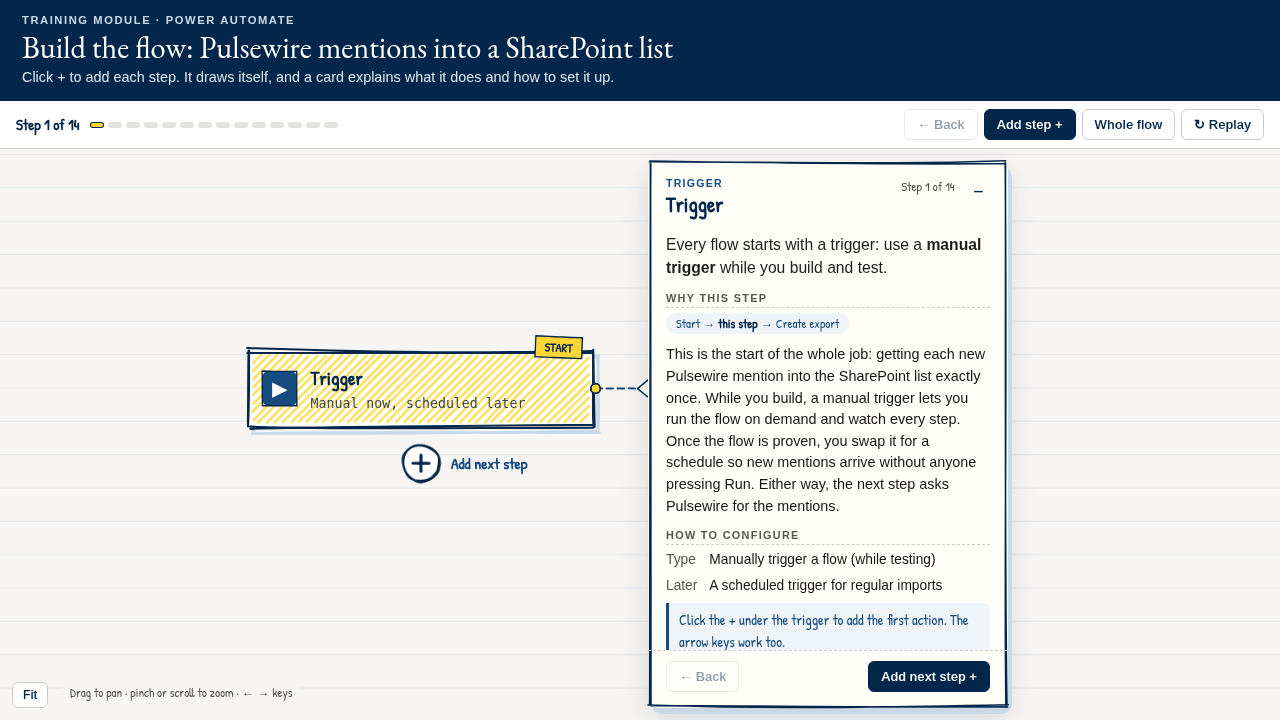 TRAINING MODULE · POWER AUTOMATE
Build the flow: Pulsewire mentions into a SharePoint list
Click + to add each step. It draws itself, and a card explains what it does and how to set it up.
Step 1 of 14
← Back
Add step +
Whole flow
↻ Replay
START
Trigger
Manual now, scheduled later
Add next step
TRIGGER
Step 1 of 14
Trigger
Every flow starts with a trigger: use a manual
trigger while you build and test.
WHY THIS STEP
Start → this step → Create export
This is the start of the whole job: getting each new
Pulsewire mention into the SharePoint list exactly
once. While you build, a manual trigger lets you
run the flow on demand and watch every step.
Once the flow is proven, you swap it for a
schedule so new mentions arrive without anyone
pressing Run. Either way, the next step asks
Pulsewire for the mentions.
HOW TO CONFIGURE
Type Manually trigger a flow (while testing)
Later A scheduled trigger for regular imports
Click the + under the trigger to add the first action. The
arrow keys work too.
← Back
Add next step +
Fit
Drag to pan · pinch or scroll to zoom · ← → keys